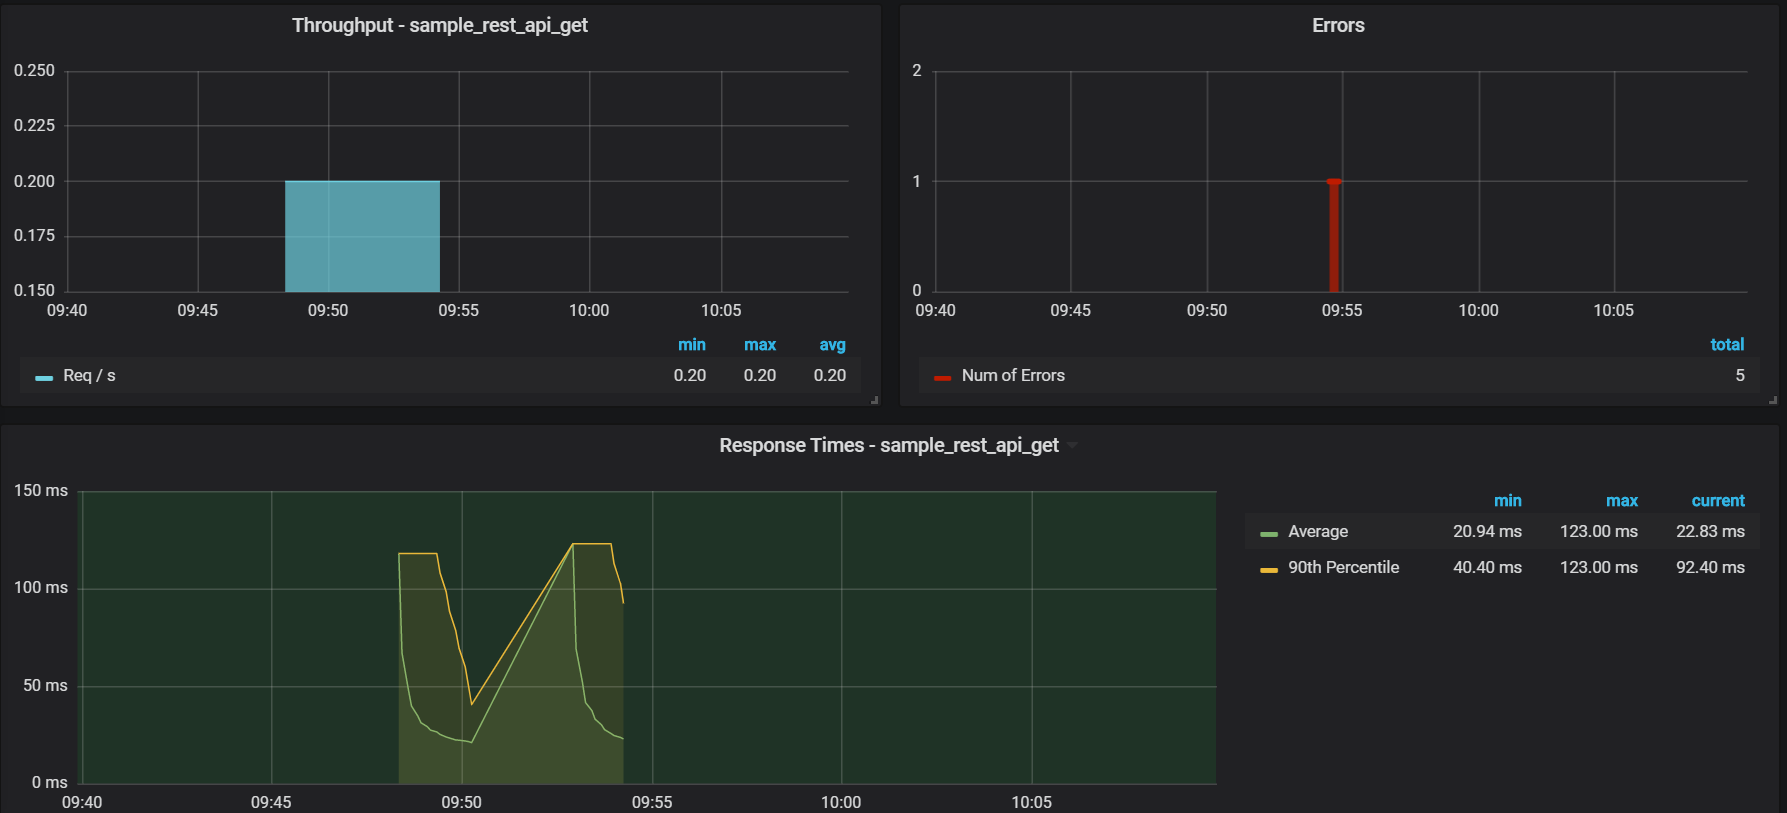 Throughput - sample_rest_api_get
0.250
0.225
0.200
0.175
0.150
09:40 09:45 09:50 09:55 10:00 10:05
min max avg
Req / s 0.20 0.20 0.20
Errors
2
1
0
09:40 09:45 09:50 09:55 10:00 10:05
total
Num of Errors 5
Response Times - sample_rest_api_get
150 ms
100 ms
50 ms
0 ms
09:40 09:45 09:50 09:55 10:00 10:05
min max current
Average 20.94 ms 123.00 ms 22.83 ms
90th Percentile 40.40 ms 123.00 ms 92.40 ms